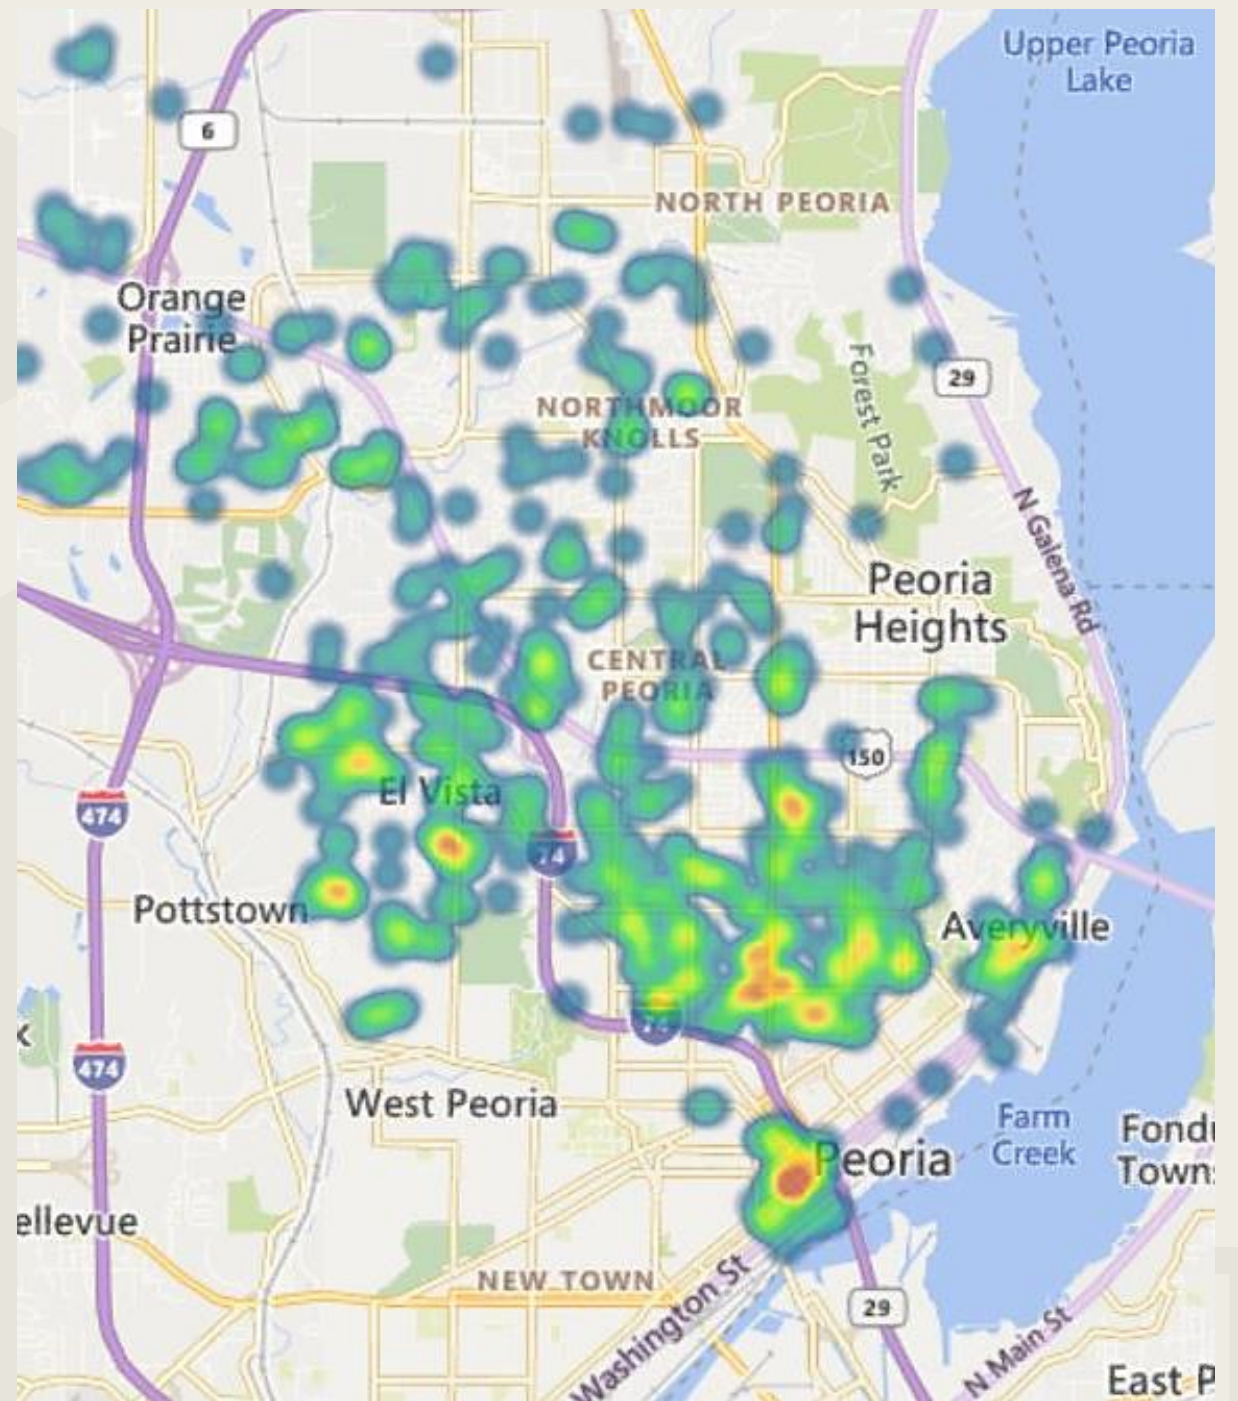 Upper Peoria
Lake
6
NORTH PEORIA
Orange
Prairie
29
Forest Park
NORTHMOOR
KNOLLS
N Galena Rd
Peoria
Heights
CENTRAL
PEORIA
150
El Vista
474
74
Pottstown
Averyville
74
474
West Peoria
Farm
Creek
Fond
Town
Peoria
ellevue
NEW TOWN
Washington St
29
N Main St
East P